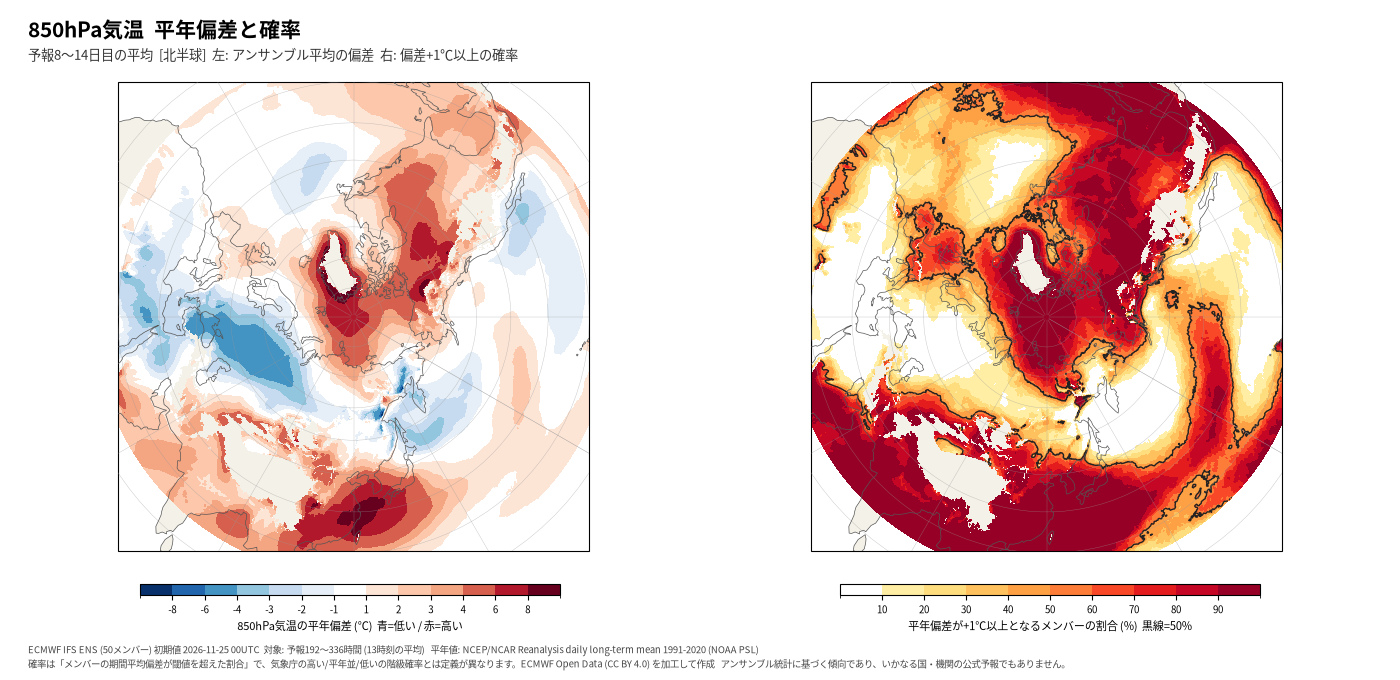 850hPa気温 平年偏差と確率
予報8～14日目の平均 [北半球] 左: アンサンブル平均の偏差 右: 偏差+1°C以上の確率
-8 -6 -4 -3 -2 -1 1 2 3 4 6 8
850hPa気温の平年偏差 (°C) 青=低い / 赤=高い
10 20 30 40 50 60 70 80 90
平年偏差が+1°C以上となるメンバーの割合 (%) 黒線=50%
ECMWF IFS ENS (50メンバー) 初期値 2026-11-25 00UTC 対象: 予報192～336時間 (13時刻の平均) 平年値: NCEP/NCAR Reanalysis daily long-term mean 1991-2020 (NOAA PSL)
確率は「メンバーの期間平均偏差が閾値を超えた割合」で、気象庁の高い/平年並/低いの階級確率とは定義が異なります。ECMWF Open Data (CC BY 4.0) を加工して作成 アンサンブル統計に基づく傾向であり、いかなる国・機関の公式予報でもありません。